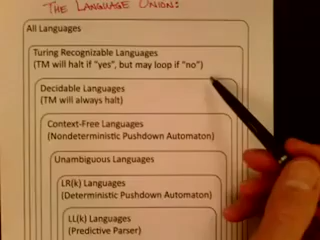 THE LANGUAGE ONION:
All Languages
Turing Recognizable Languages
(TM will halt if "yes", but may loop if "no")
Decidable Languages
(TM will always halt)
Context-Free Languages
(Nondeterministic Pushdown Automaton)
Unambiguous Languages
LR(k) Languages
(Deterministic Pushdown Automaton)
LL(k) Languages
(Predictive Parser)